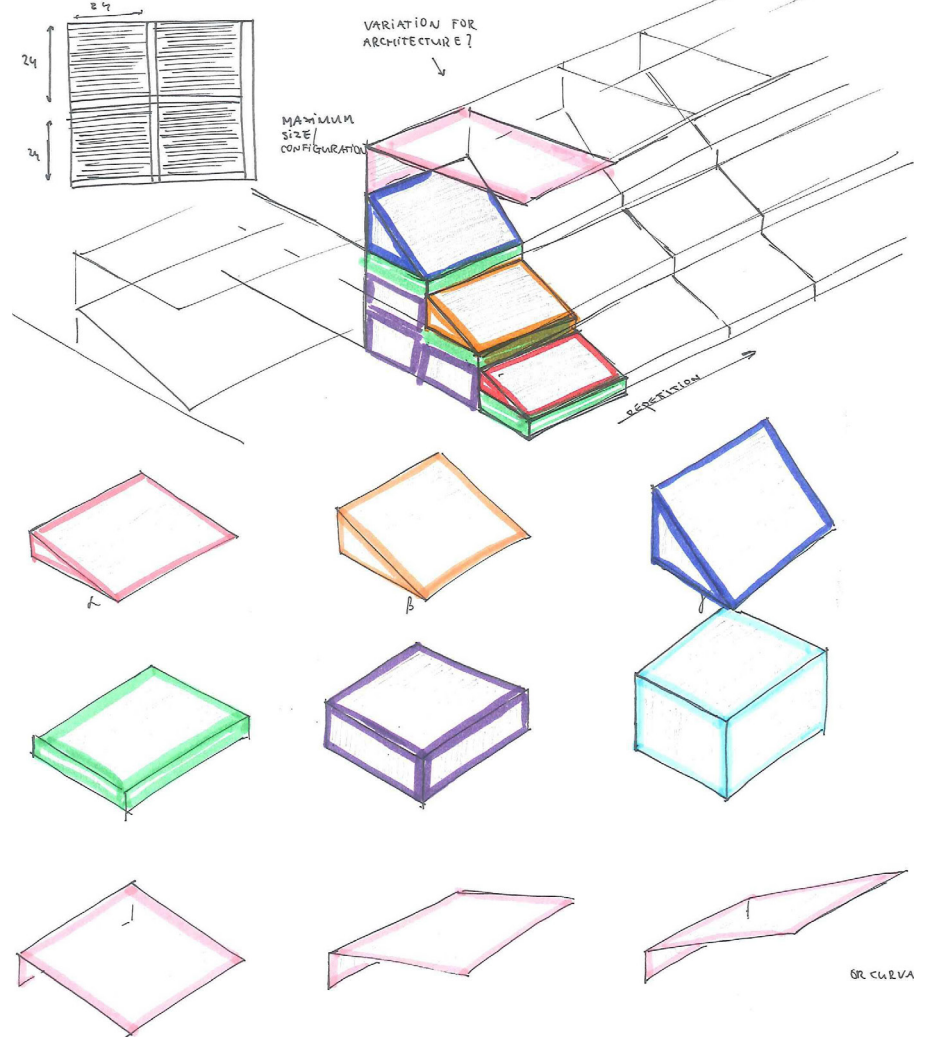 24
VARIATION FOR
ARCHITECTURE?
24
MAXIMUM
SIZE/
CONFIGURATION
24
REPETITION
α
β
γ
OR CURVA